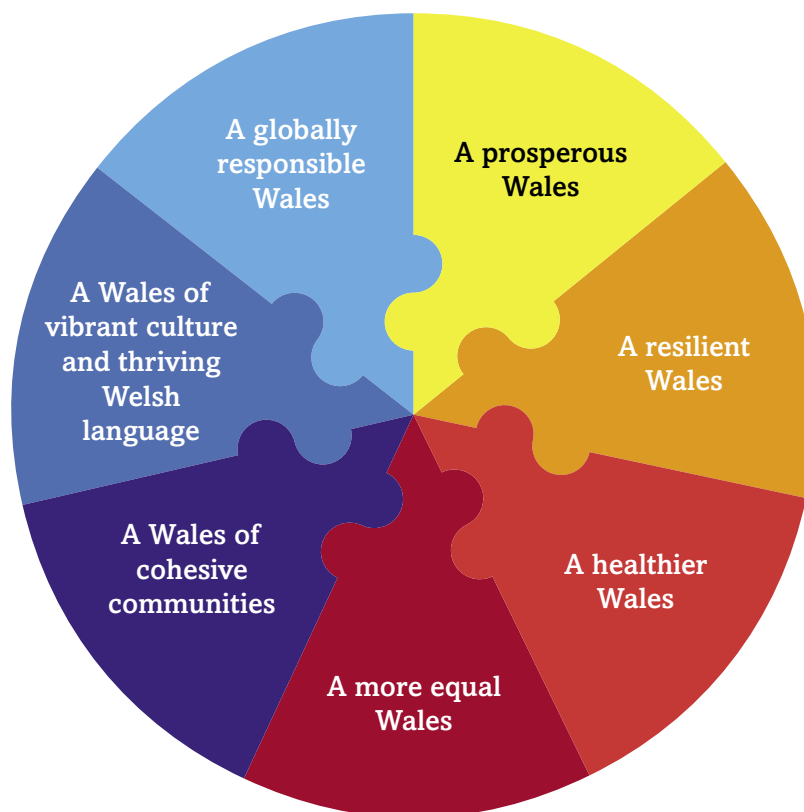 A prosperous
Wales
A resilient
Wales
A healthier
Wales
A more equal
Wales
A Wales of
cohesive
communities
A Wales of
vibrant culture
and thriving
Welsh
language
A globally
responsible
Wales